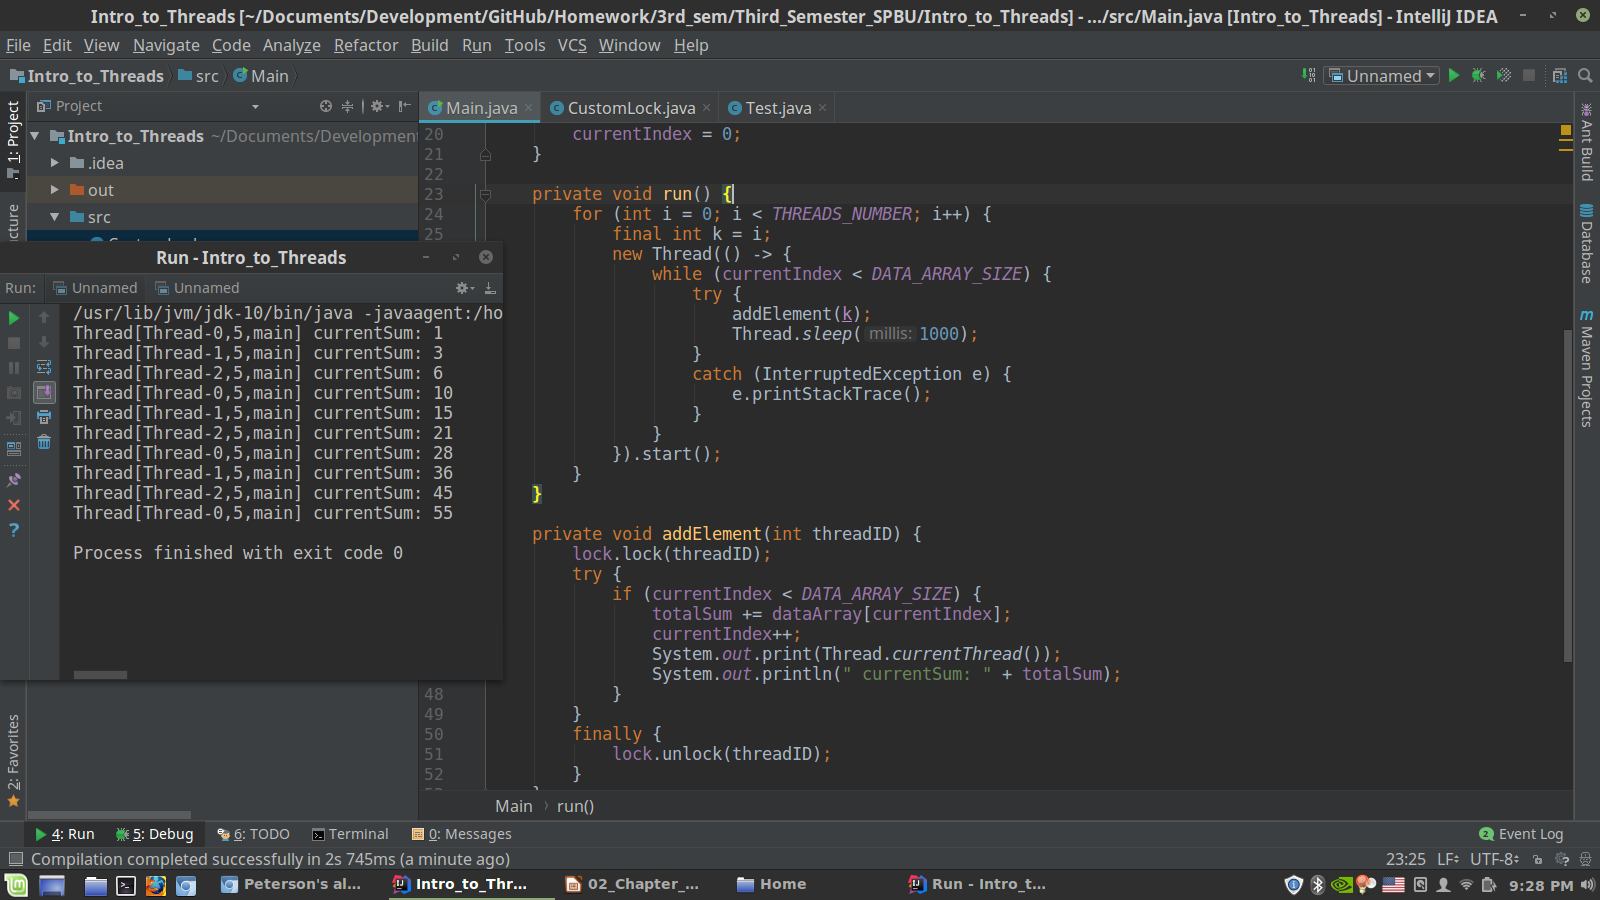 Intro_to_Threads [~/Documents/Development/GitHub/Homework/3rd_sem/Third_Semester_SPBU/Intro_to_Threads] - .../src/Main.java [Intro_to_Threads] - IntelliJ IDEA
File Edit View Navigate Code Analyze Refactor Build Run Tools VCS Window Help
Intro_to_Threads src Main
Unnamed
1: Project
Project
Intro_to_Threads ~/Documents/Development
.idea
out
src
Main.java CustomLock.java Test.java
20 currentIndex = 0;
21 }
22
23 private void run() {
24 for (int i = 0; i < THREADS_NUMBER; i++) {
25 final int k = i;
new Thread(() -> {
while (currentIndex < DATA_ARRAY_SIZE) {
try {
addElement(k);
Thread.sleep( millis: 1000);
}
catch (InterruptedException e) {
e.printStackTrace();
}
}
}).start();
}
}
private void addElement(int threadID) {
lock.lock(threadID);
try {
if (currentIndex < DATA_ARRAY_SIZE) {
totalSum += dataArray[currentIndex];
currentIndex++;
System.out.print(Thread.currentThread());
System.out.println(" currentSum: " + totalSum);
48 }
49 }
50 finally {
51 lock.unlock(threadID);
52 }
Main run()
Run - Intro_to_Threads
Run: Unnamed Unnamed
/usr/lib/jvm/jdk-10/bin/java -javaagent:/ho
Thread[Thread-0,5,main] currentSum: 1
Thread[Thread-1,5,main] currentSum: 3
Thread[Thread-2,5,main] currentSum: 6
Thread[Thread-0,5,main] currentSum: 10
Thread[Thread-1,5,main] currentSum: 15
Thread[Thread-2,5,main] currentSum: 21
Thread[Thread-0,5,main] currentSum: 28
Thread[Thread-1,5,main] currentSum: 36
Thread[Thread-2,5,main] currentSum: 45
Thread[Thread-0,5,main] currentSum: 55
Process finished with exit code 0
2: Favorites
Ant Build
Database
Maven Projects
4: Run 5: Debug 6: TODO Terminal 0: Messages 2 Event Log
Compilation completed successfully in 2s 745ms (a minute ago) 23:25 LF UTF-8
Peterson's al... Intro_to_Thr... 02_Chapter_... Home Run - Intro_t... 9:28 PM